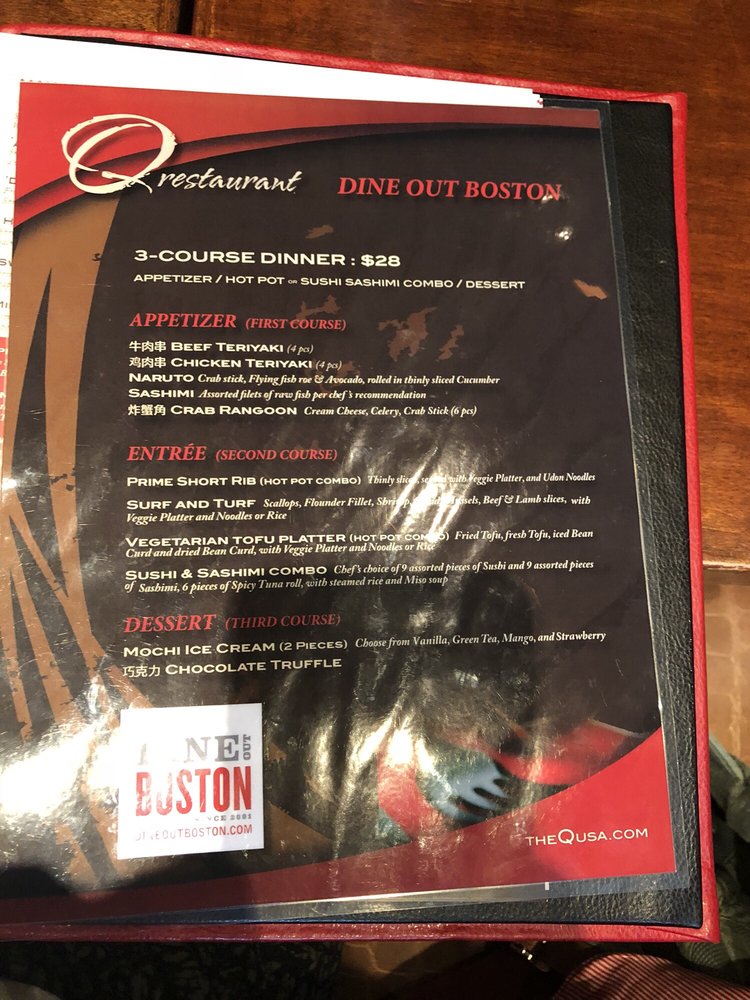 Q restaurant DINE OUT BOSTON
3-COURSE DINNER : $28
APPETIZER / HOT POT OR SUSHI SASHIMI COMBO / DESSERT
APPETIZER (FIRST COURSE)
牛肉串 BEEF TERIYAKI (4 pcs)
鸡肉串 CHICKEN TERIYAKI (4 pcs)
NARUTO Crab stick, Flying fish roe & Avocado, rolled in thinly sliced Cucumber
SASHIMI Assorted filets of raw fish per chef's recommendation
炸蟹角 CRAB RANGOON Cream Cheese, Celery, Crab Stick (6 pcs)
ENTRÉE (SECOND COURSE)
PRIME SHORT RIB (HOT POT COMBO) Thinly sliced, served with Veggie Platter, and Udon Noodles
SURF AND TURF Scallops, Flounder Fillet, Shrimp, Mussels, Beef & Lamb slices, with
Veggie Platter and Noodles or Rice
VEGETARIAN TOFU PLATTER (HOT POT COMBO) Fried Tofu, fresh Tofu, iced Bean
Curd and dried Bean Curd, with Veggie Platter and Noodles or Rice
SUSHI & SASHIMI COMBO Chef's choice of 9 assorted pieces of Sushi and 9 assorted pieces
of Sashimi, 6 pieces of Spicy Tuna roll, with steamed rice and Miso soup
DESSERT (THIRD COURSE)
MOCHI ICE CREAM (2 PIECES) Choose from Vanilla, Green Tea, Mango, and Strawberry
巧克力 CHOCOLATE TRUFFLE
DINE OUT
BOSTON
SINCE 2001
DINEOUTBOSTON.COM
THEQUSA.COM